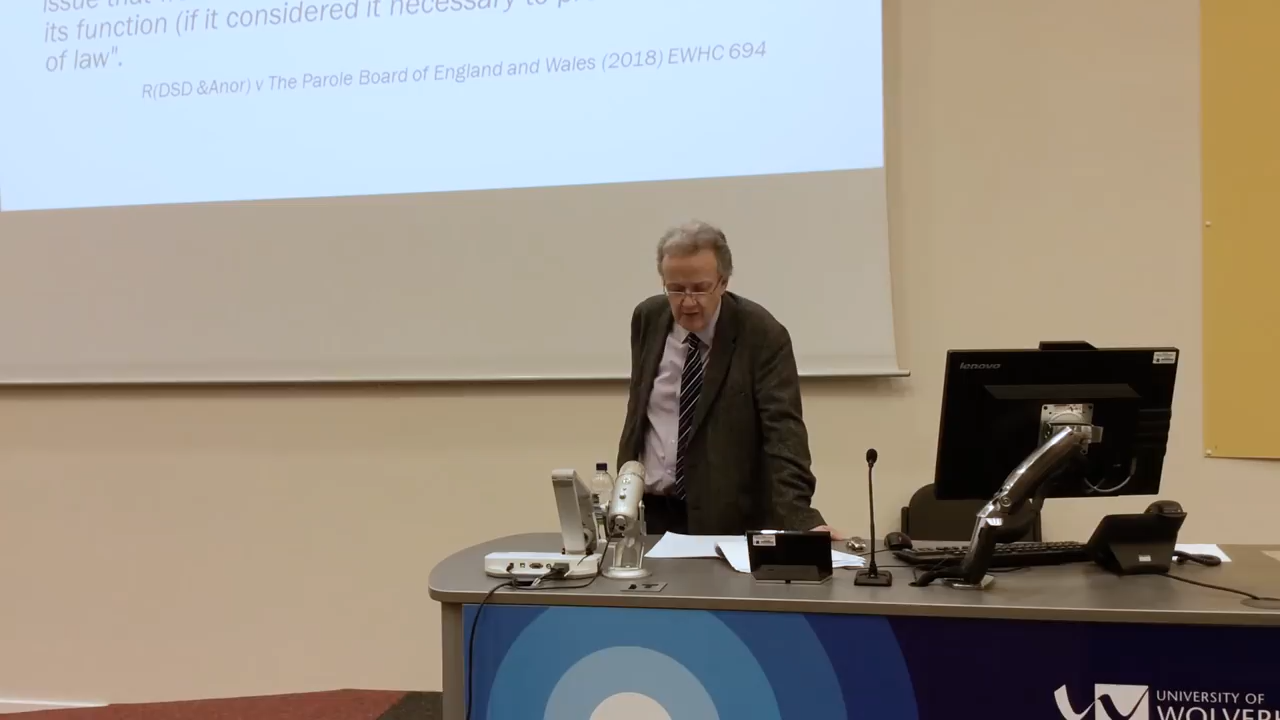 its function (if it considered it necessary to
of law".
R(DSD &Anor) v The Parole Board of England and Wales (2018) EWHC 694
lenovo
UNIVERSITY OF